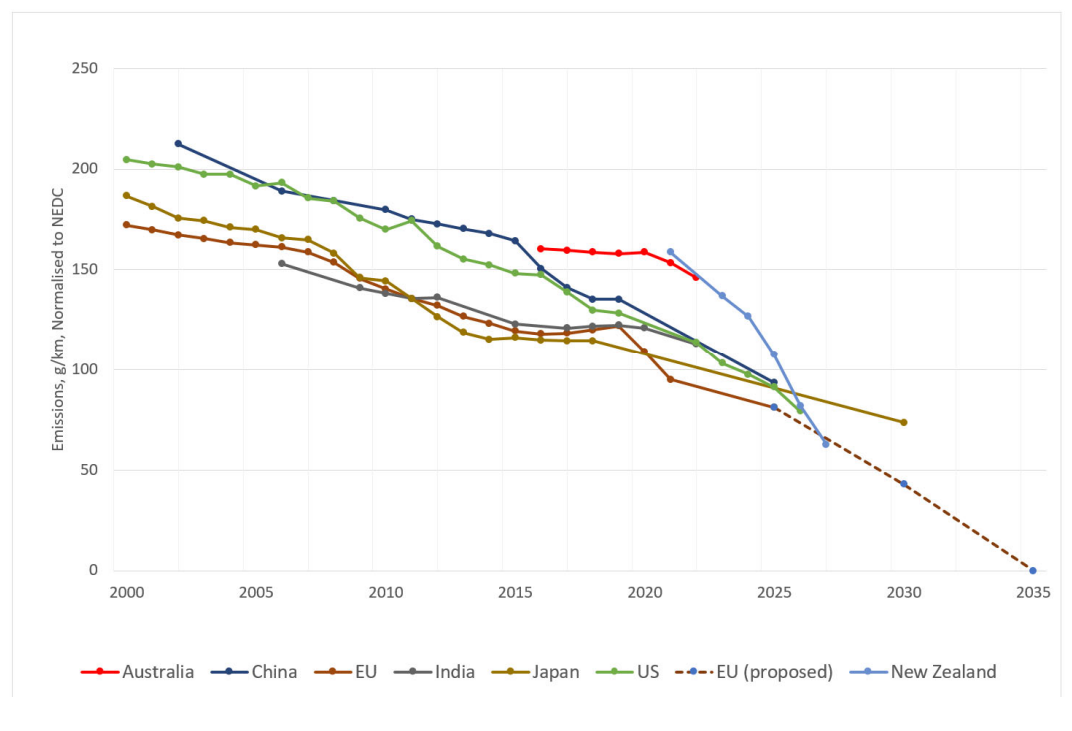 250
200
150
100
50
0
Emissions, g/km, Normalised to NEDC
2000 2005 2010 2015 2020 2025 2030 2035
Australia China EU India Japan US EU (proposed) New Zealand